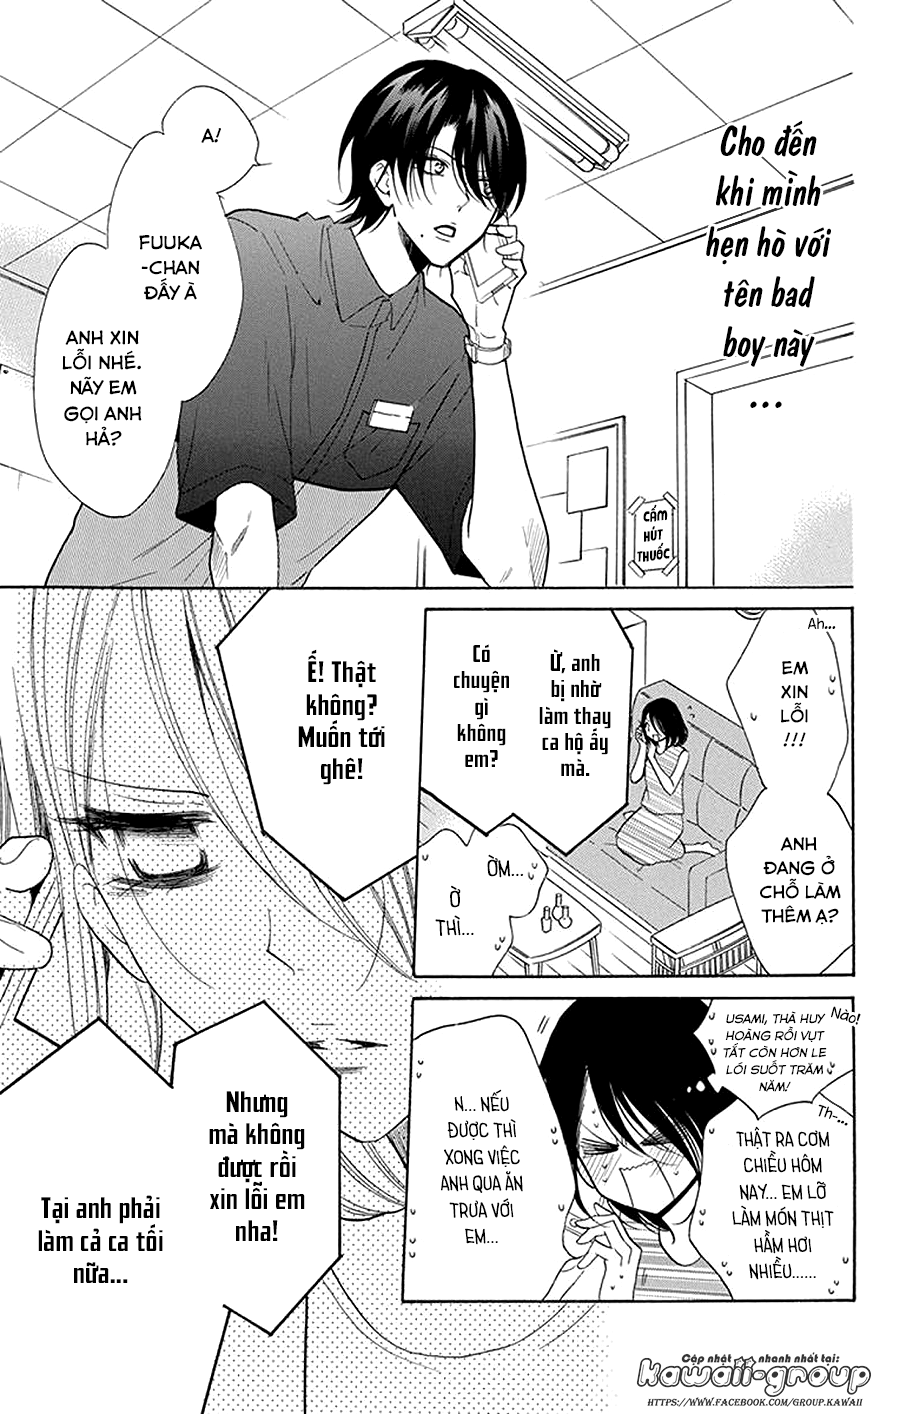 Cho đến
khi mình
hẹn hò với
tên bad
boy này
...
A!
FUUKA
-CHAN
ĐẤY À
ANH XIN
LỖI NHÉ.
NÃY EM
GỌI ANH
HẢ?
CẤM
HÚT
THUỐC
Ah...
EM
XIN
LỖI
!!!
ANH
ĐANG Ở
CHỖ LÀM
THÊM Ạ?
Ừ, anh
bị nhờ
làm thay
ca hộ ấy
mà.
Có
chuyện
gì
không
em?
ỜM...
Ờ
THÌ...
Ế! Thật
không?
Muốn tới
ghê!
Nào!
USAMI, THÀ HUY
HOÀNG RỒI VỤT
TẮT CÒN HƠN LE
LÓI SUỐT TRĂM
NĂM!
Th-...
THẬT RA CƠM
CHIỀU HÔM
NAY... EM LỠ
LÀM MÓN THỊT
HẦM HƠI
NHIỀU......
N... NẾU
ĐƯỢC THÌ
XONG VIỆC
ANH QUA ĂN
TRƯA VỚI
EM...
Nhưng
mà không
được rồi
xin lỗi em
nha!
Tại anh phải
làm cả ca tối
nữa...
Cập nhật nhanh nhất tại:
kawaii-group
HTTPS://WWW.FACEBOOK.COM/GROUP.KAWAII